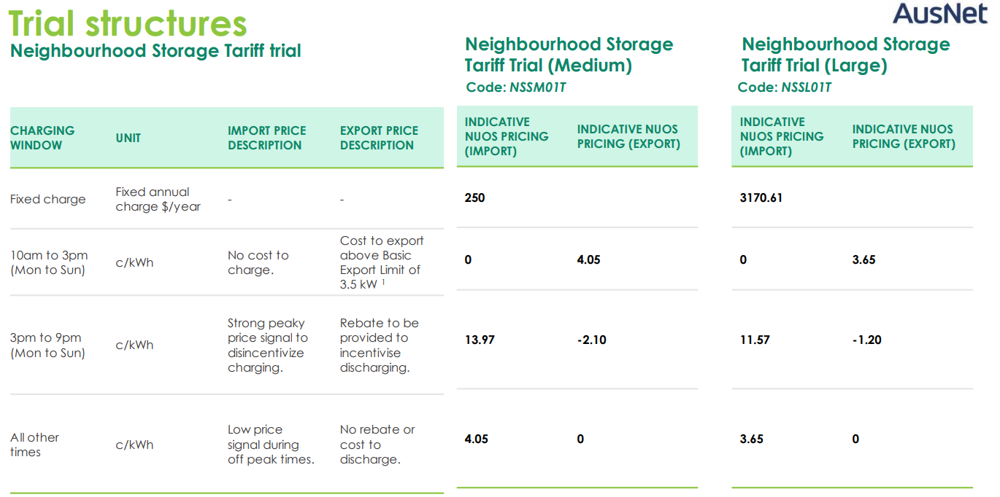 Trial structures
AusNet
Neighbourhood Storage Tariff trial
Neighbourhood Storage
Tariff Trial (Medium)
Code: NSSM01T
Neighbourhood Storage
Tariff Trial (Large)
Code: NSSL01T
CHARGING
WINDOW
UNIT
IMPORT PRICE
DESCRIPTION
EXPORT PRICE
DESCRIPTION
INDICATIVE
NUOS PRICING
(IMPORT)
INDICATIVE NUOS
PRICING (EXPORT)
INDICATIVE
NUOS PRICING
(IMPORT)
INDICATIVE NUOS
PRICING (EXPORT)
Fixed charge
Fixed annual
charge $/year
-
-
250
3170.61
10am to 3pm
(Mon to Sun)
c/kWh
No cost to
charge.
Cost to export
above Basic
Export Limit of
3.5 kW 1
0
4.05
0
3.65
3pm to 9pm
(Mon to Sun)
c/kWh
Strong peaky
price signal to
disincentivize
charging.
Rebate to be
provided to
incentivise
discharging.
13.97
-2.10
11.57
-1.20
All other
times
c/kWh
Low price
signal during
off peak times.
No rebate or
cost to
discharge.
4.05
0
3.65
0